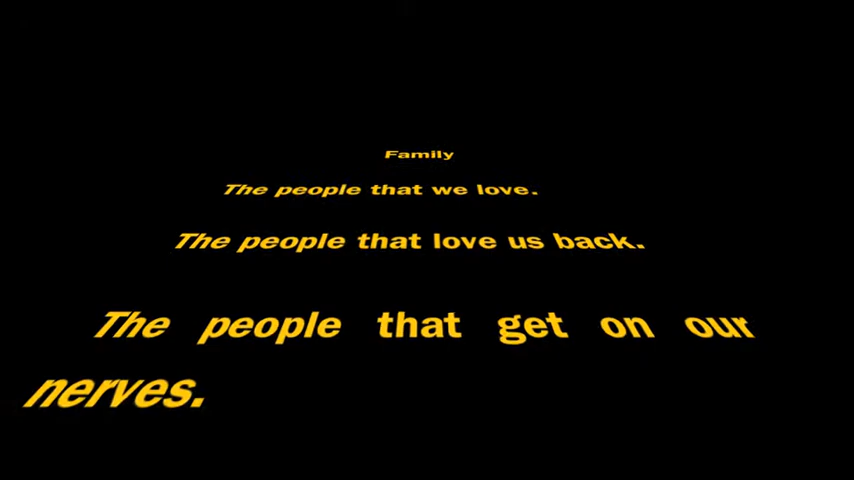 Family
The people that we love.
The people that love us back.
The people that get on our
nerves.